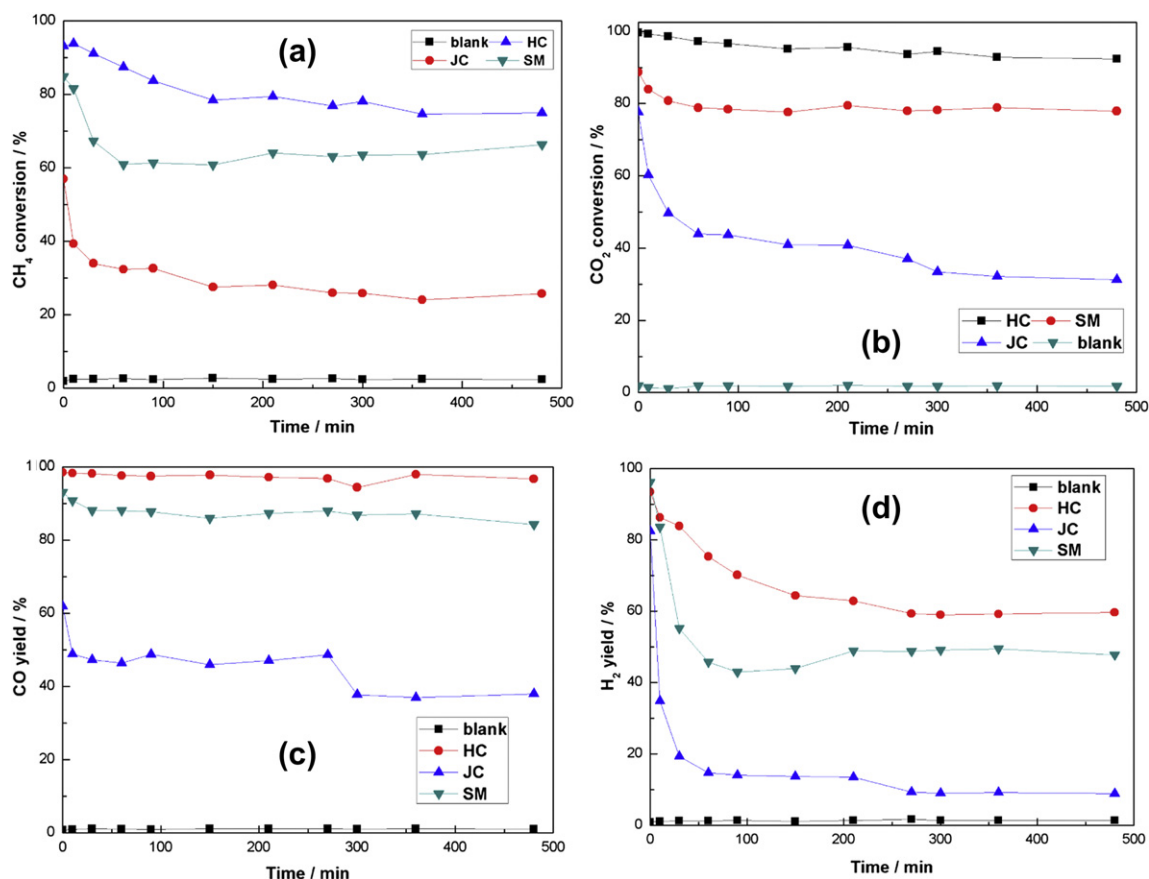 (a)
blank HC
JC SM
CH4 conversion / %
100
80
60
40
20
0
0 100 200 300 400 500
Time / min
(b)
HC SM
JC blank
CO2 conversion / %
100
80
60
40
20
0
0 100 200 300 400 500
Time / min
(c)
blank
HC
JC
SM
CO yield / %
100
80
60
40
20
0
0 100 200 300 400 500
Time / min
(d)
blank
HC
JC
SM
H2 yield / %
100
80
60
40
20
0
0 100 200 300 400 500
Time / min